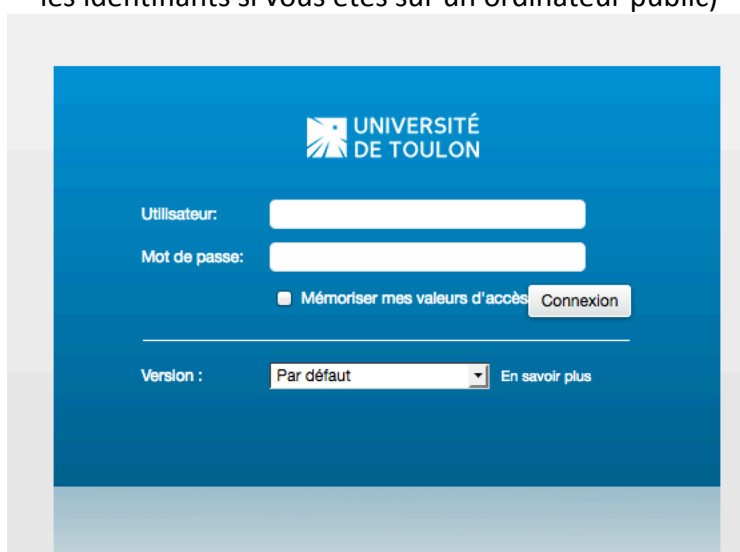 les identifiants si vous êtes sur un ordinateur public)
UNIVERSITÉ
DE TOULON
Utilisateur:
Mot de passe:
Mémoriser mes valeurs d'accès Connexion
Version : Par défaut En savoir plus